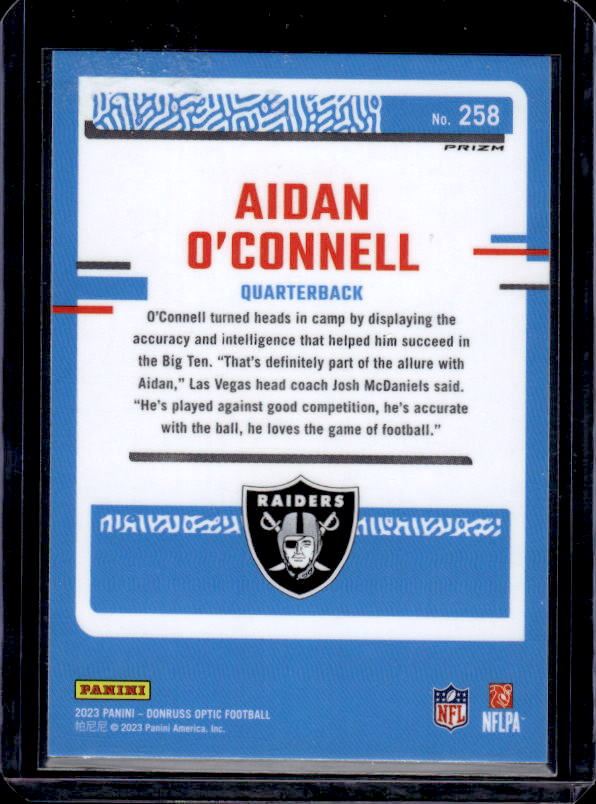 No. 258
PRIZM
AIDAN
O'CONNELL
QUARTERBACK
O'Connell turned heads in camp by displaying the
accuracy and intelligence that helped him succeed in
the Big Ten. “That's definitely part of the allure with
Aidan,” Las Vegas head coach Josh McDaniels said.
“He's played against good competition, he's accurate
with the ball, he loves the game of football.”
RAIDERS
PANINI
2023 PANINI – DONRUSS OPTIC FOOTBALL
帕尼尼 © 2023 Panini America, Inc.
NFL
NFLPA